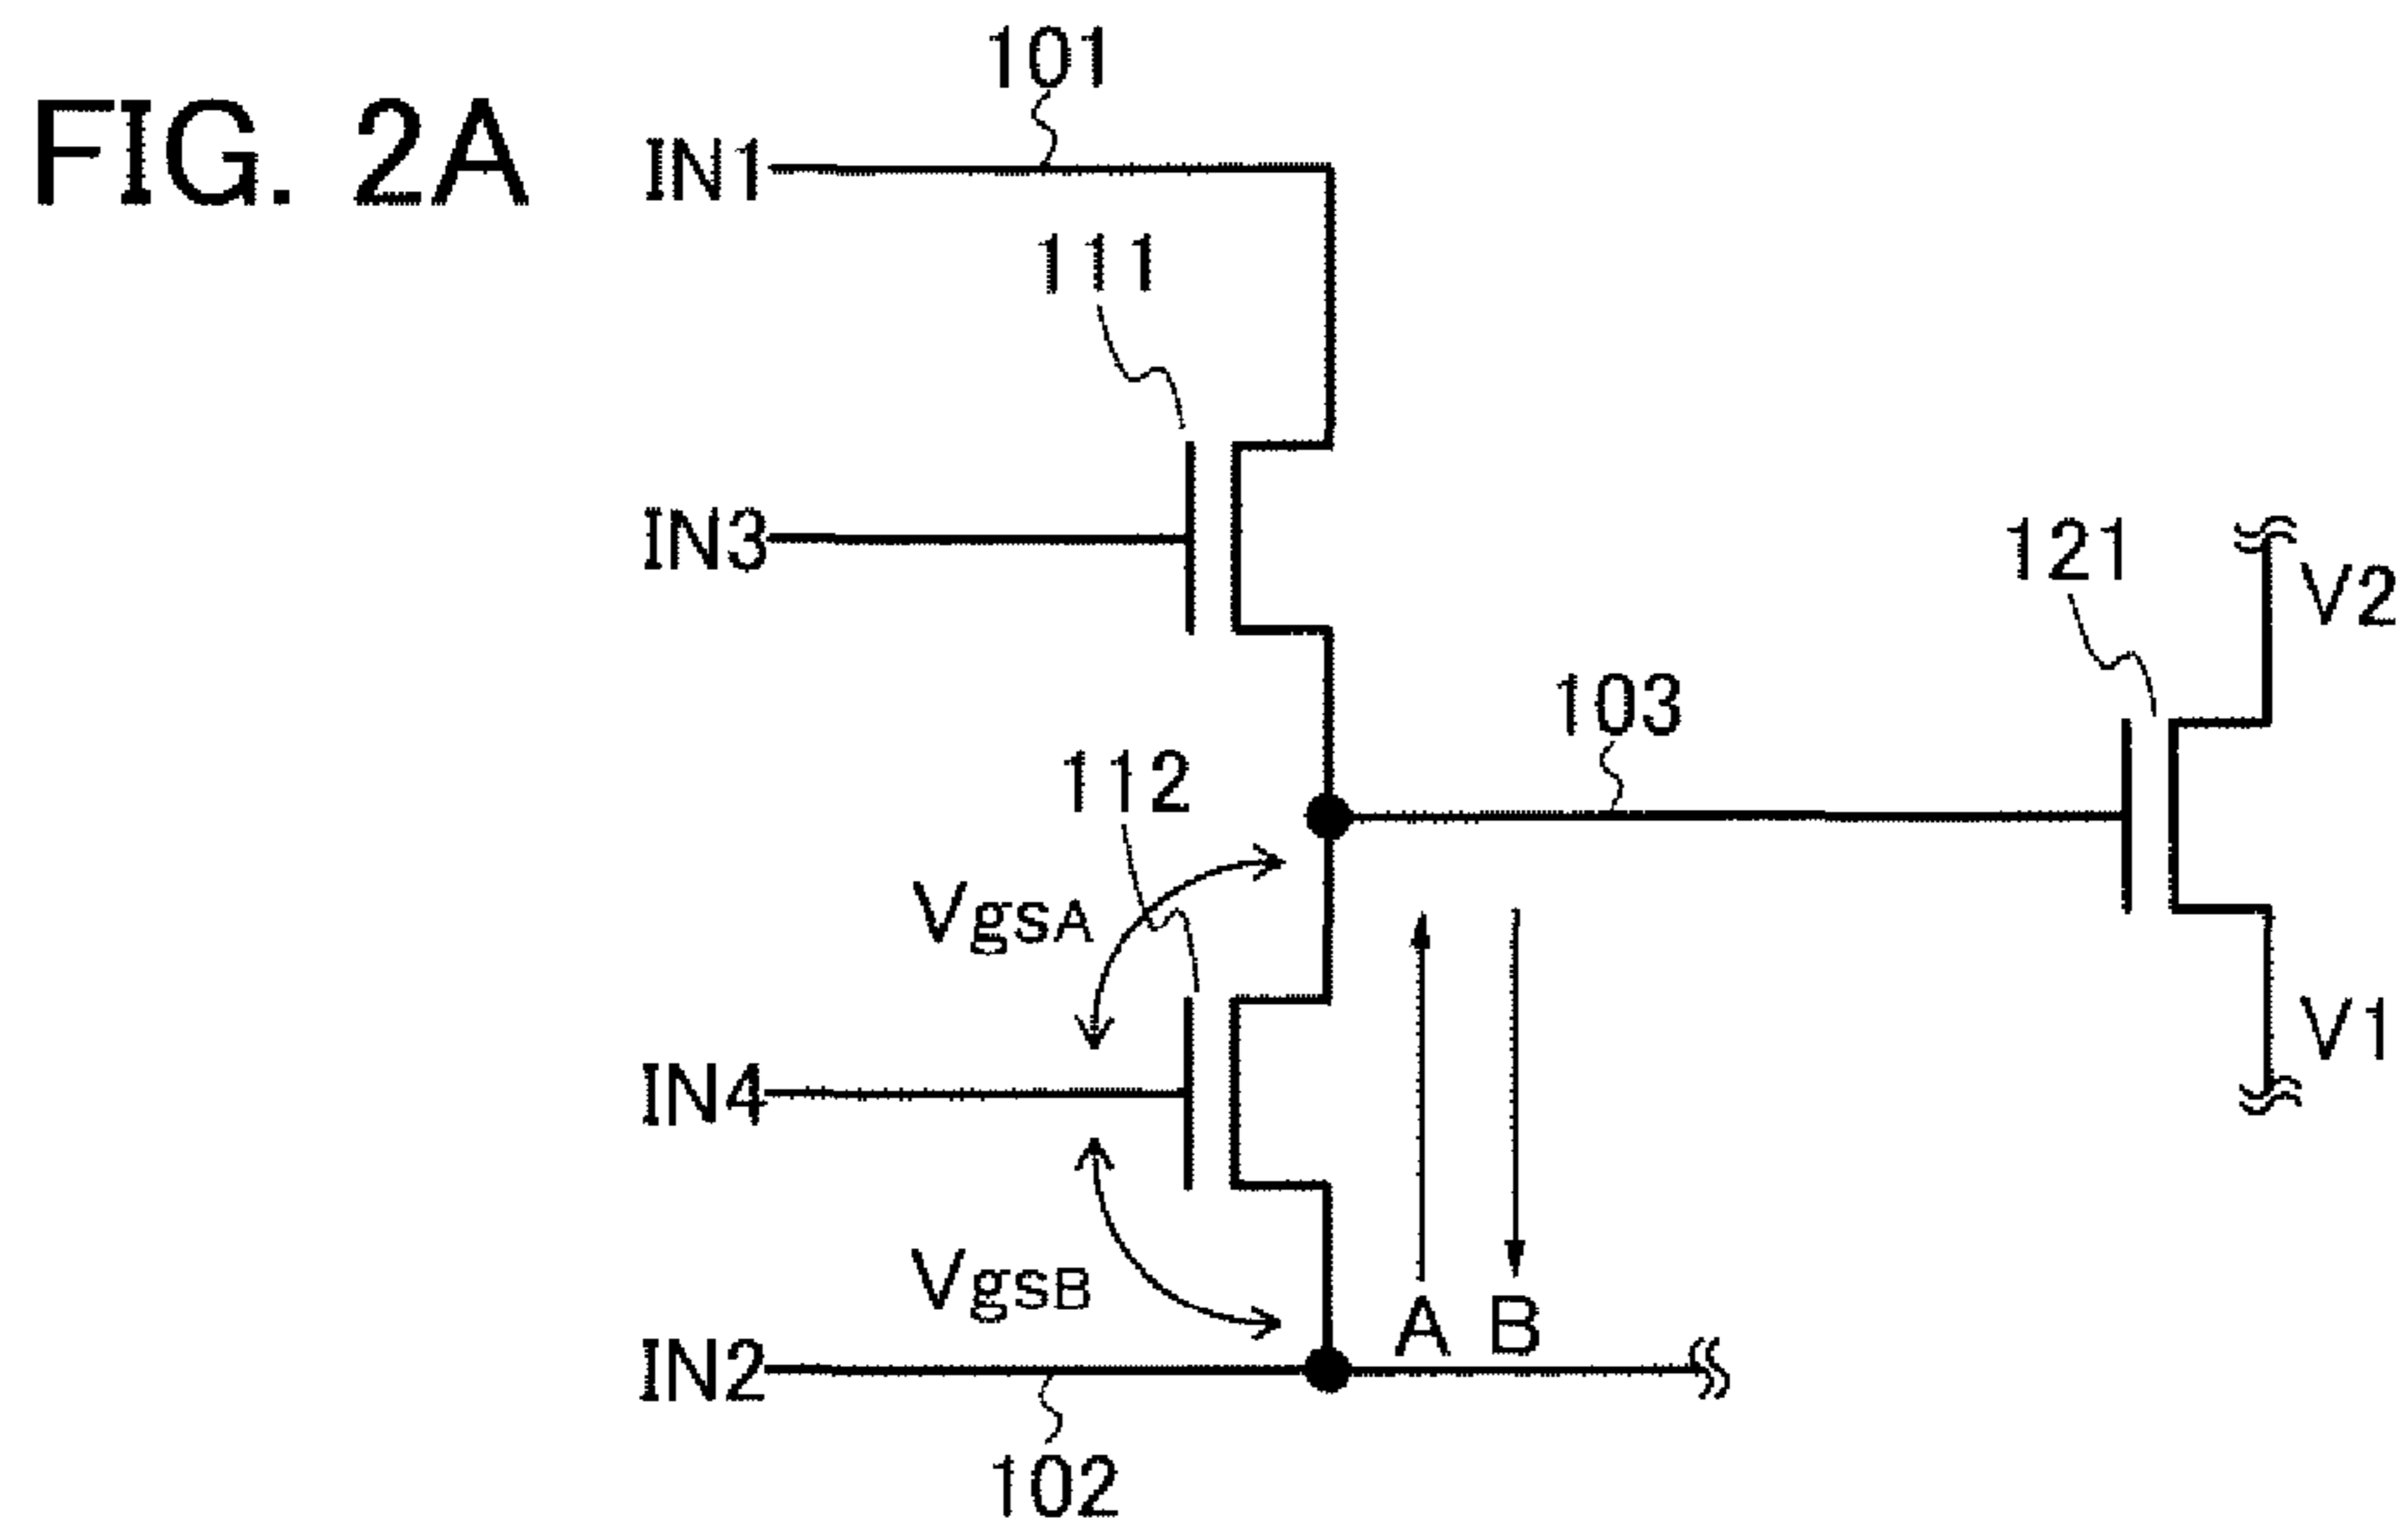 FIG. 2A
101
IN1
111
IN3
121
V2
103
112
VgsA
V1
IN4
VgsB
A
B
IN2
102